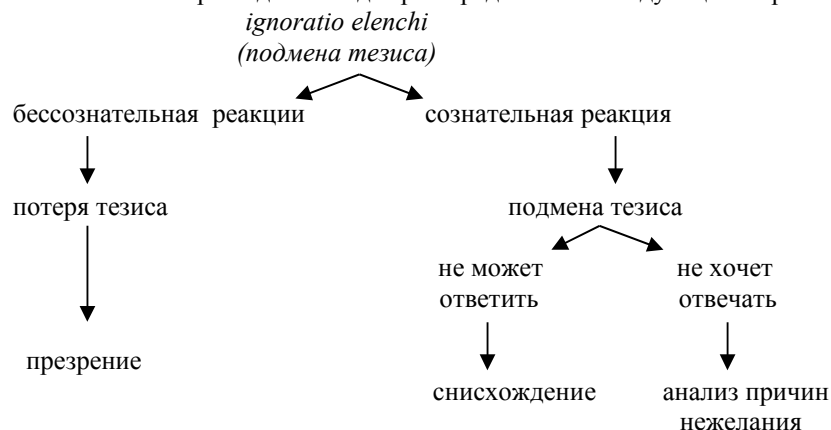 ignoratio elenchi
(подмена тезиса)
бессознательная реакции
сознательная реакция
потеря тезиса
подмена тезиса
не может
ответить
не хочет
отвечать
презрение
снисхождение
анализ причин
нежелания